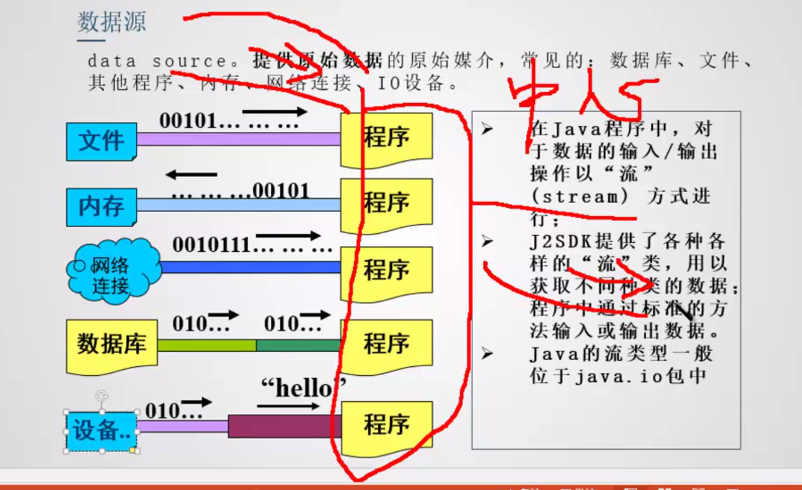 数据源
data source。提供原始数据的原始媒介，常见的：数据库、文件、
其他程序、内存、网络连接、IO设备。
00101… … …
文件
程序
… … …00101
内存
程序
0010111… … …
网络
连接
程序
010…
010…
数据库
程序
“hello”
010…
设备..
程序
在Java程序中，对
于数据的输入/输出
操作以“流”
(stream) 方式进
行；
J2SDK提供了各种各
样的“流”类，用以
获取不同种类的数据；
程序中通过标准的方
法输入或输出数据。
Java的流类型一般
位于java.io包中